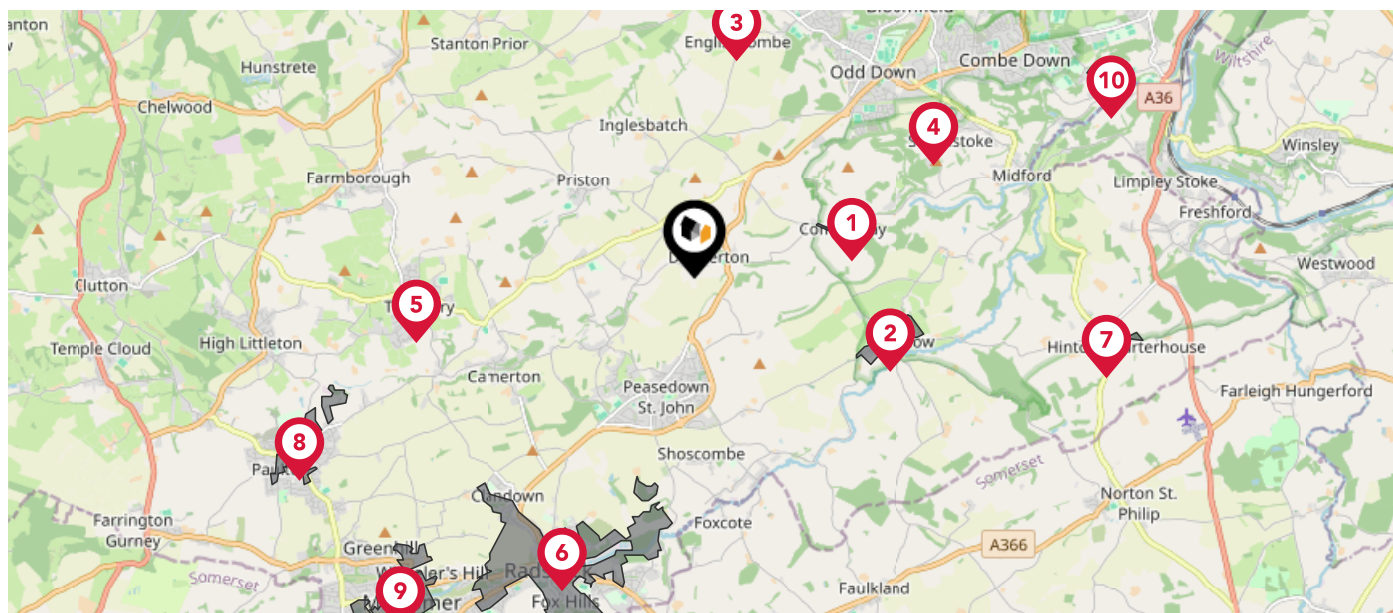 anton
Stanton Prior
3
Hunstrete
Odd Down
Combe Down
Wiltshire
10
A36
Chelwood
Inglesbatch
4
Winsley
Farmborough
Priston
Midford
Limpley Stoke
1
Freshford
Clutton
Westwood
5
2
7
Temple Cloud
High Littleton
Camerton
Peasedown
St. John
Farleigh Hungerford
8
Shoscombe
Somerset
Clandown
Norton St.
Philip
Farrington
Gurney
Foxcote
Greenhill
6
A366
Somerset
9
Faulkland
Fox Hills